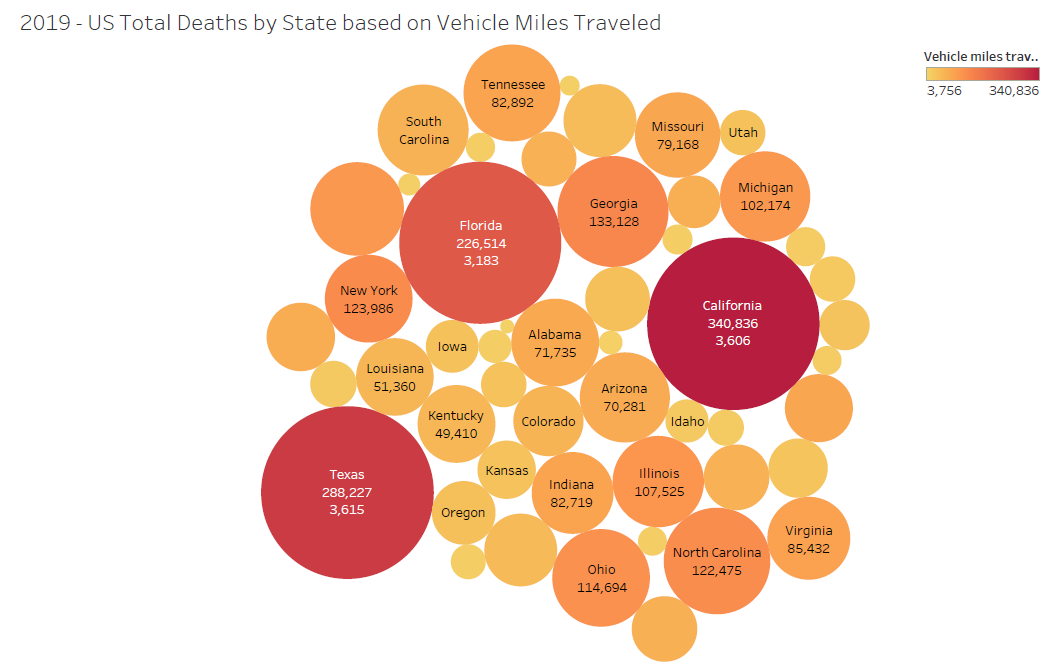 2019 - US Total Deaths by State based on Vehicle Miles Traveled
Vehicle miles trav..
3,756 340,836
Tennessee
82,892
South
Carolina
Missouri
79,168
Utah
Michigan
102,174
Georgia
133,128
Florida
226,514
3,183
New York
123,986
California
340,836
3,606
Alabama
71,735
Iowa
Louisiana
51,360
Arizona
70,281
Kentucky
49,410
Colorado
Idaho
Texas
288,227
3,615
Kansas
Indiana
82,719
Illinois
107,525
Oregon
Virginia
85,432
North Carolina
122,475
Ohio
114,694